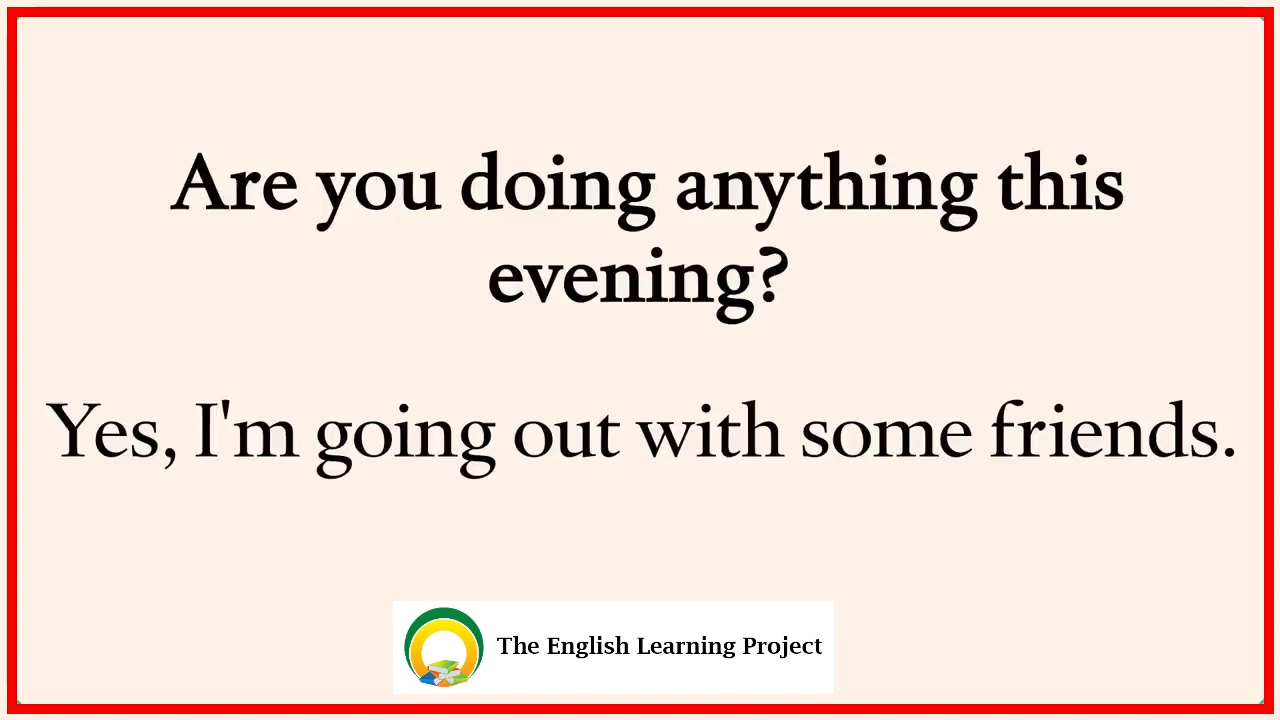 Are you doing anything this
evening?
Yes, I'm going out with some friends.
The English Learning Project